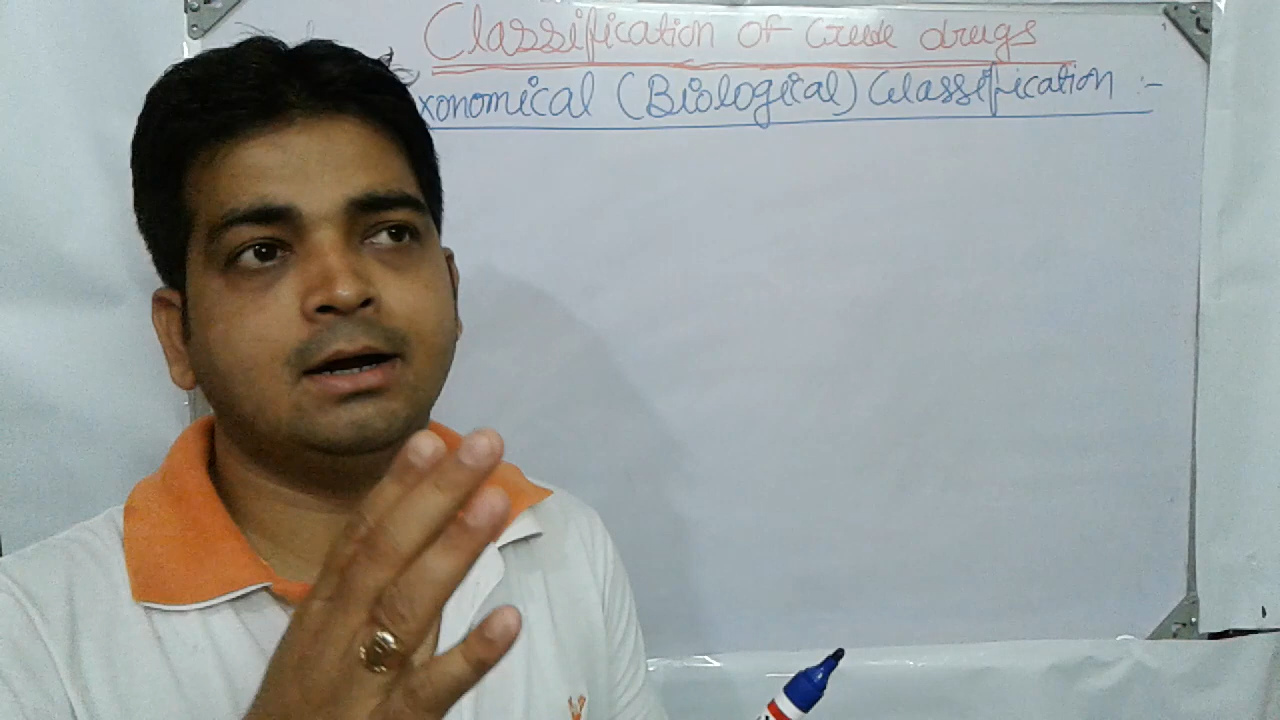 Classification of Crude drugs
xonomical (Biological) Classification :-